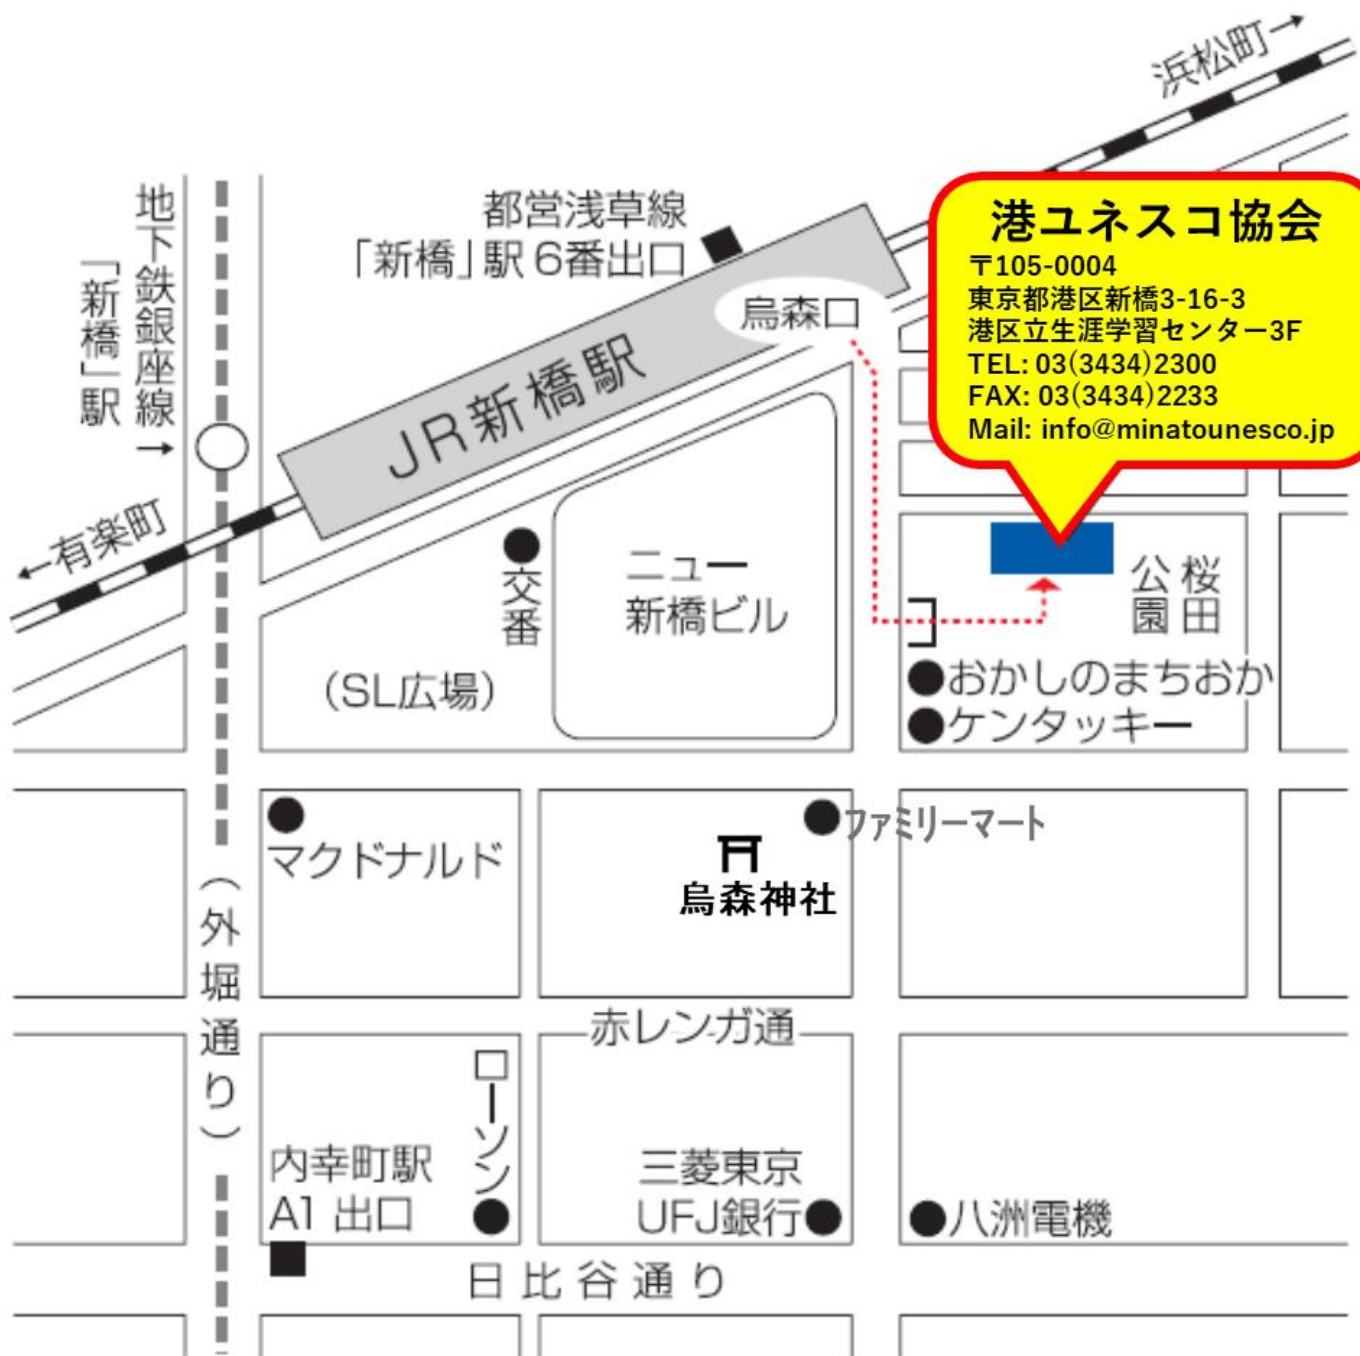 浜松町→
都営浅草線
「新橋」駅 6番出口
地下鉄銀座線→
「新橋」駅
烏森口
JR新橋駅
←有楽町
港ユネスコ協会
〒105-0004
東京都港区新橋3-16-3
港区立生涯学習センター3F
TEL: 03(3434)2300
FAX: 03(3434)2233
Mail: info@minatounesco.jp
交番
ニュー
新橋ビル
桜田
公園
(SL広場)
おかしのまちおか
ケンタッキー
マクドナルド
ファミリーマート
烏森神社
(外堀通り)
赤レンガ通
ローソン
内幸町駅
A1 出口
三菱東京
UFJ銀行
八洲電機
日比谷通り